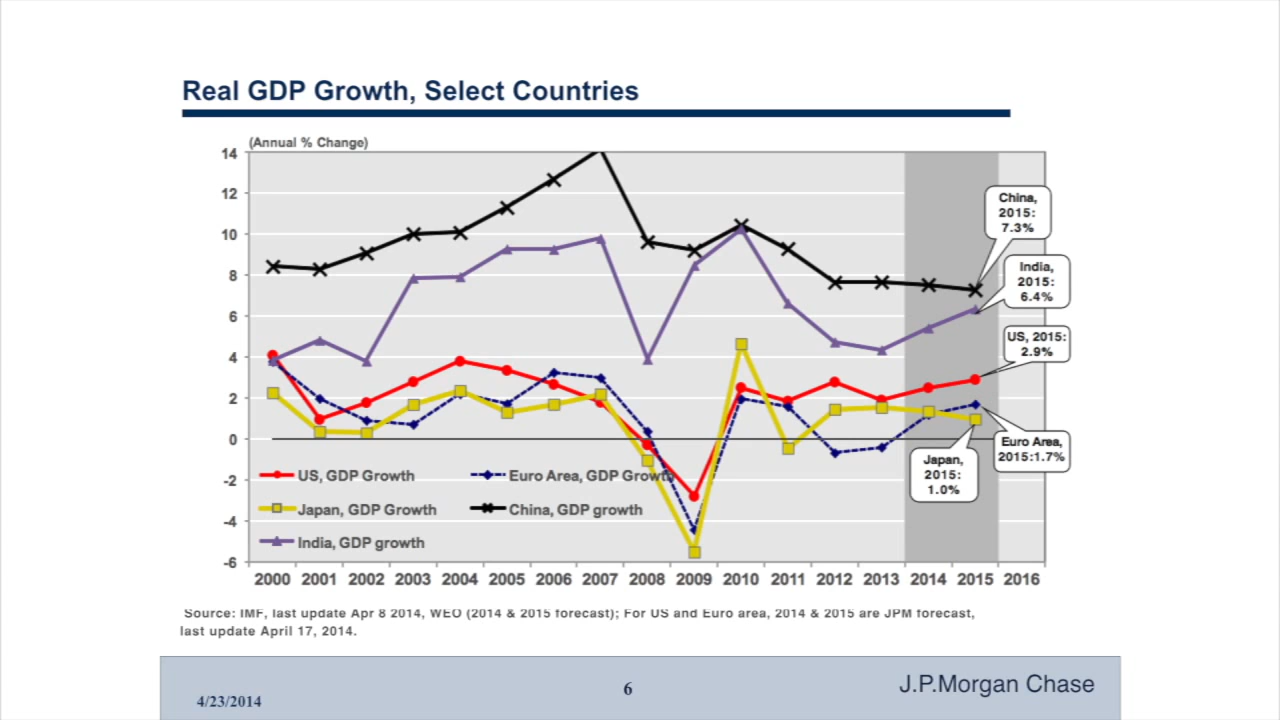 Real GDP Growth, Select Countries
(Annual % Change)
14
12
10
8
6
4
2
0
-2
-4
-6
China,
2015:
7.3%
India,
2015:
6.4%
US, 2015:
2.9%
Euro Area,
2015:1.7%
Japan,
2015:
1.0%
US, GDP Growth
Euro Area, GDP Growth
Japan, GDP Growth
China, GDP growth
India, GDP growth
2000 2001 2002 2003 2004 2005 2006 2007 2008 2009 2010 2011 2012 2013 2014 2015 2016
Source: IMF, last update Apr 8 2014, WEO (2014 & 2015 forecast); For US and Euro area, 2014 & 2015 are JPM forecast,
last update April 17, 2014.
4/23/2014
6
J.P.Morgan Chase